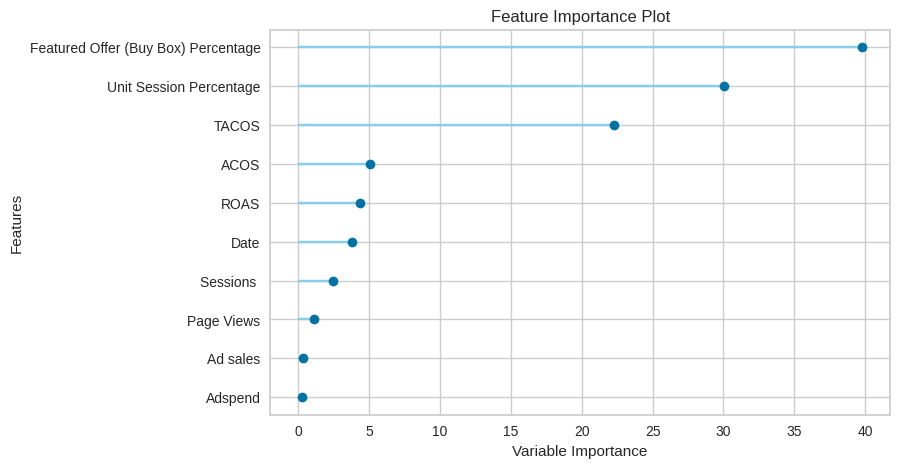 Feature Importance Plot
Features
Featured Offer (Buy Box) Percentage
Unit Session Percentage
TACOS
ACOS
ROAS
Date
Sessions
Page Views
Ad sales
Adspend
0 5 10 15 20 25 30 35 40
Variable Importance